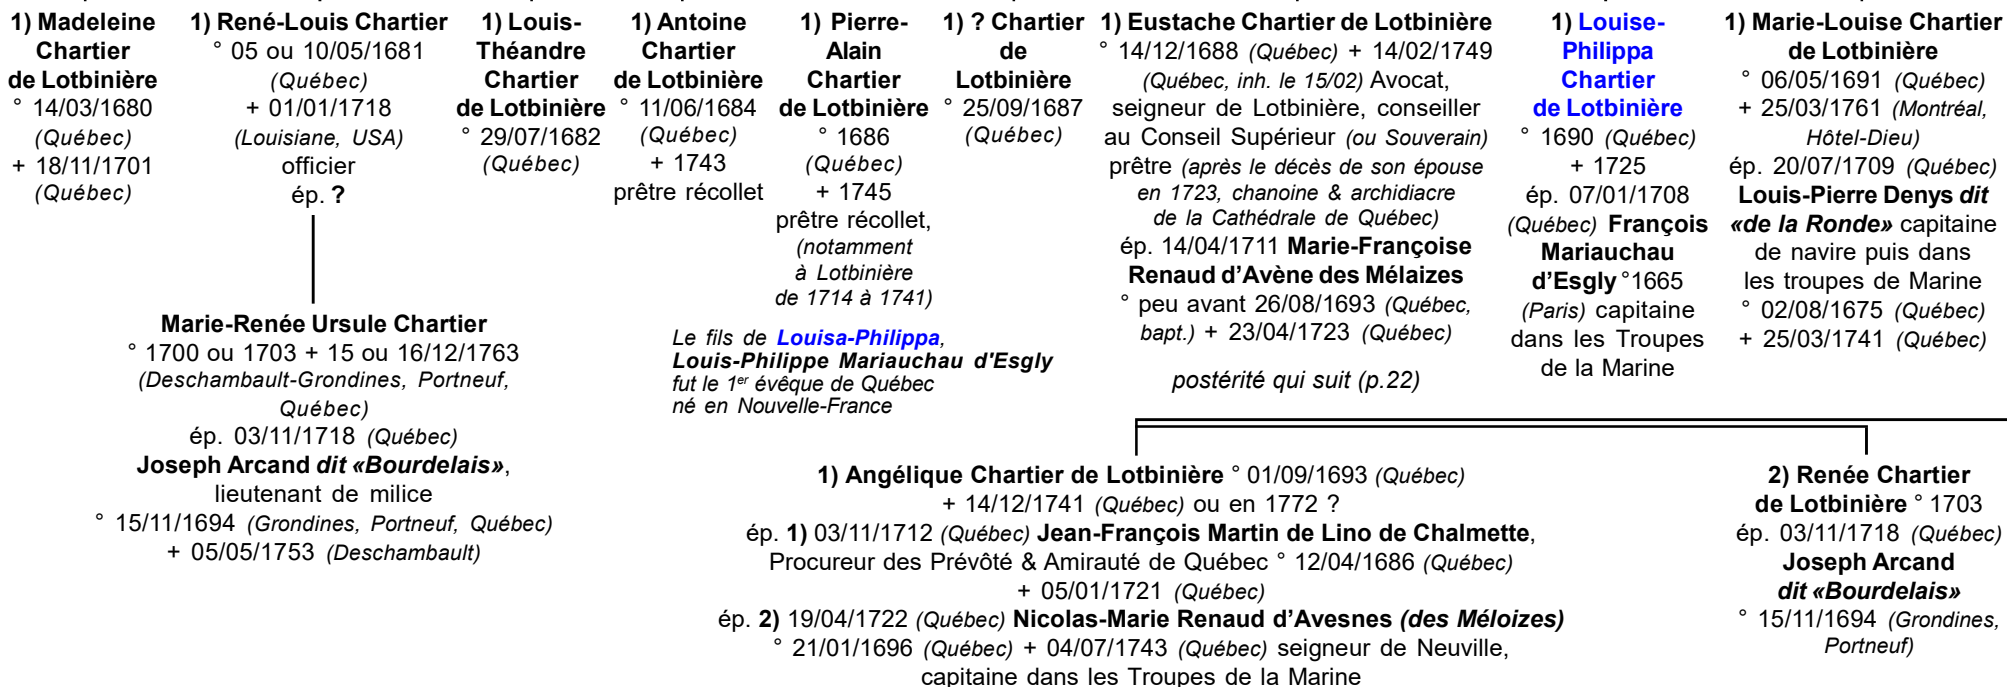 1) Madeleine
Chartier
de Lotbinière
° 14/03/1680
(Québec)
+ 18/11/1701
(Québec)
1) René-Louis Chartier
° 05 ou 10/05/1681
(Québec)
+ 01/01/1718
(Louisiane, USA)
officier
ép. ?
1) Louis-
Théandre
Chartier
de Lotbinière
° 29/07/1682
(Québec)
1) Antoine
Chartier
de Lotbinière
° 11/06/1684
(Québec)
+ 1743
prêtre récollet
1) Pierre-
Alain
Chartier
de Lotbinière
° 1686
(Québec)
+ 1745
prêtre récollet,
(notamment
à Lotbinière
de 1714 à 1741)
1) ? Chartier
de
Lotbinière
° 25/09/1687
(Québec)
1) Eustache Chartier de Lotbinière
° 14/12/1688 (Québec) + 14/02/1749
(Québec, inh. le 15/02) Avocat,
seigneur de Lotbinière, conseiller
au Conseil Supérieur (ou Souverain)
prêtre (après le décès de son épouse
en 1723, chanoine & archidiacre
de la Cathédrale de Québec)
ép. 14/04/1711 Marie-Françoise
Renaud d’Avène des Mélaizes
° peu avant 26/08/1693 (Québec,
bapt.) + 23/04/1723 (Québec)
postérité qui suit (p.22)
1) Louise-
Philippa
Chartier
de Lotbinière
° 1690 (Québec)
+ 1725
ép. 07/01/1708
(Québec) François
Mariauchau
d’Esgly °1665
(Paris) capitaine
dans les Troupes
de la Marine
1) Marie-Louise Chartier
de Lotbinière
° 06/05/1691 (Québec)
+ 25/03/1761 (Montréal,
Hôtel-Dieu)
ép. 20/07/1709 (Québec)
Louis-Pierre Denys dit
«de la Ronde» capitaine
de navire puis dans
les troupes de Marine
° 02/08/1675 (Québec)
+ 25/03/1741 (Québec)
Marie-Renée Ursule Chartier
° 1700 ou 1703 + 15 ou 16/12/1763
(Deschambault-Grondines, Portneuf,
Québec)
ép. 03/11/1718 (Québec)
Joseph Arcand dit «Bourdelais»,
lieutenant de milice
° 15/11/1694 (Grondines, Portneuf, Québec)
+ 05/05/1753 (Deschambault)
Le fils de Louisa-Philippa,
Louis-Philippe Mariauchau d'Esgly
fut le 1er évêque de Québec
né en Nouvelle-France
1) Angélique Chartier de Lotbinière ° 01/09/1693 (Québec)
+ 14/12/1741 (Québec) ou en 1772 ?
ép. 1) 03/11/1712 (Québec) Jean-François Martin de Lino de Chalmette,
Procureur des Prévôté & Amirauté de Québec ° 12/04/1686 (Québec)
+ 05/01/1721 (Québec)
ép. 2) 19/04/1722 (Québec) Nicolas-Marie Renaud d’Avesnes (des Méloizes)
° 21/01/1696 (Québec) + 04/07/1743 (Québec) seigneur de Neuville,
capitaine dans les Troupes de la Marine
2) Renée Chartier
de Lotbinière ° 1703
ép. 03/11/1718 (Québec)
Joseph Arcand
dit «Bourdelais»
° 15/11/1694 (Grondines,
Portneuf)